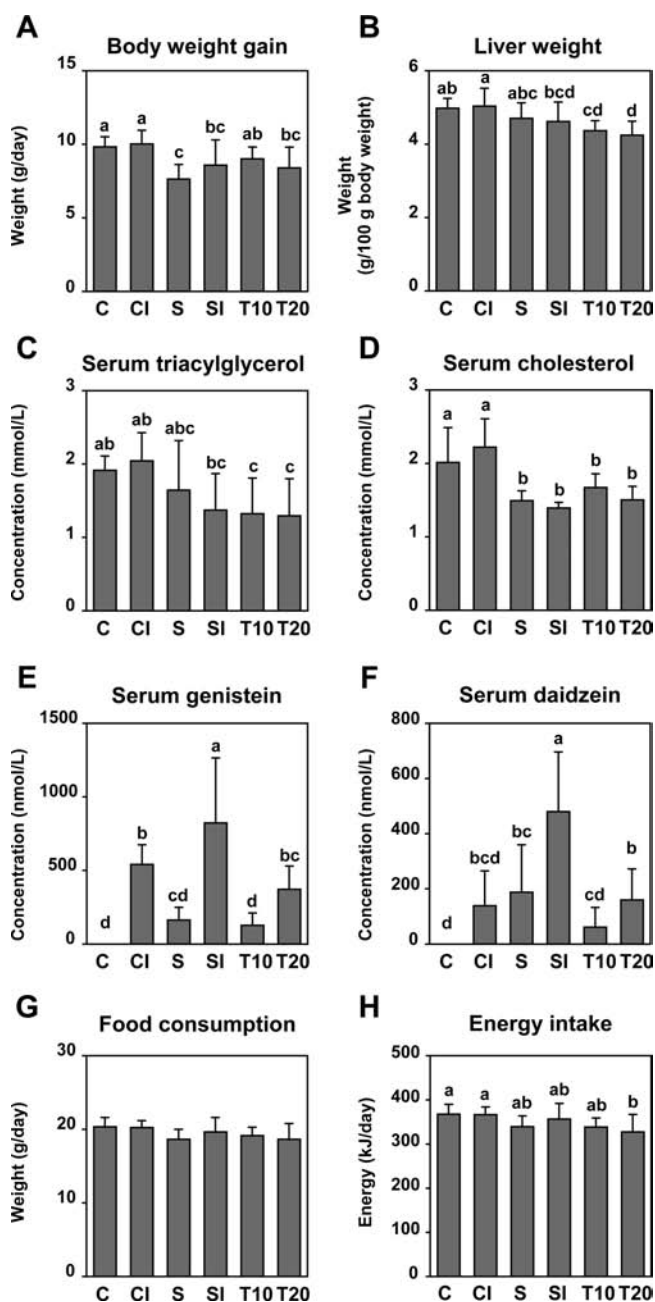 A
Body weight gain
Weight (g/day)
15
10
5
0
a
a
c
bc
ab
bc
C CI S SI T10 T20
B
Liver weight
Weight
(g/100 g body weight)
6
4
2
0
ab
a
abc
bcd
cd
d
C CI S SI T10 T20
C
Serum triacylglycerol
Concentration (mmol/L)
3
2
1
0
ab
ab
abc
bc
c
c
C CI S SI T10 T20
D
Serum cholesterol
Concentration (mmol/L)
3
2
1
0
a
a
b
b
b
b
C CI S SI T10 T20
E
Serum genistein
Concentration (nmol/L)
1500
1000
500
0
d
b
cd
a
d
bc
C CI S SI T10 T20
F
Serum daidzein
Concentration (nmol/L)
800
600
400
200
0
d
bcd
bc
a
cd
b
C CI S SI T10 T20
G
Food consumption
Weight (g/day)
30
20
10
0
C CI S SI T10 T20
H
Energy intake
Energy (kJ/day)
500
400
300
200
100
0
a
a
ab
ab
ab
b
C CI S SI T10 T20